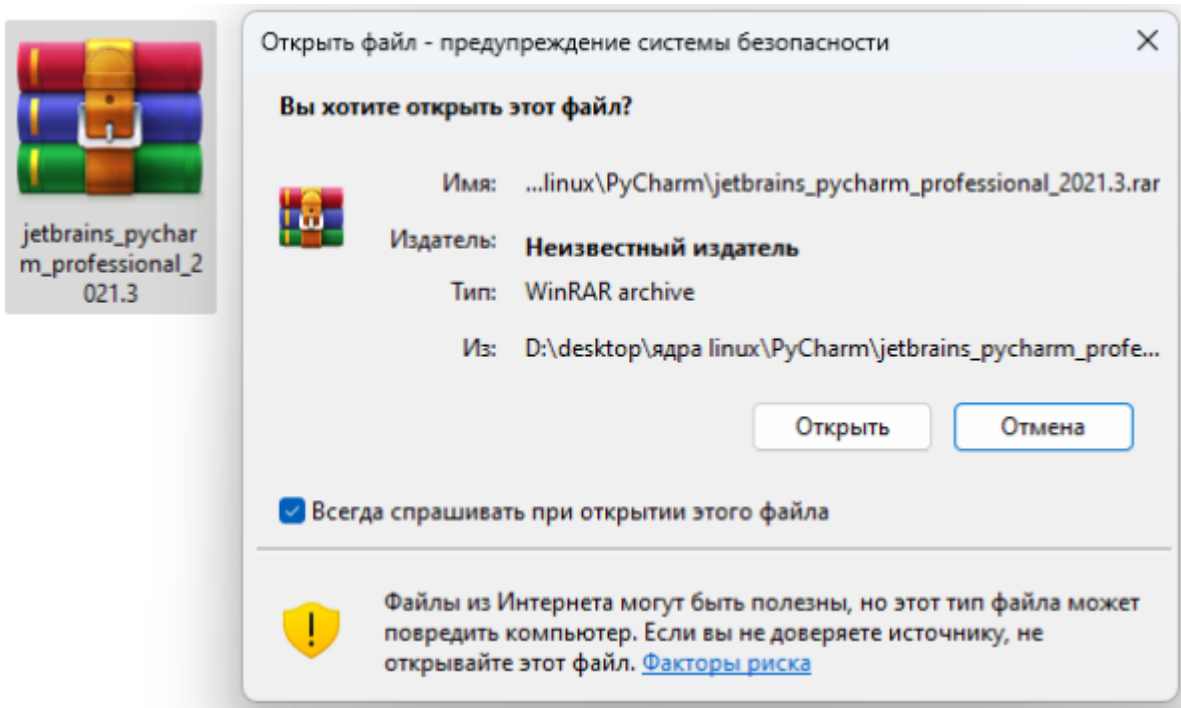 jetbrains_pychar
m_professional_2
021.3
Открыть файл - предупреждение системы безопасности
Вы хотите открыть этот файл?
Имя: ...linux\PyCharm\jetbrains_pycharm_professional_2021.3.rar
Издатель: Неизвестный издатель
Тип: WinRAR archive
Из: D:\desktop\ядра linux\PyCharm\jetbrains_pycharm_profe...
Открыть Отмена
Всегда спрашивать при открытии этого файла
Файлы из Интернета могут быть полезны, но этот тип файла может
повредить компьютер. Если вы не доверяете источнику, не
открывайте этот файл. Факторы риска